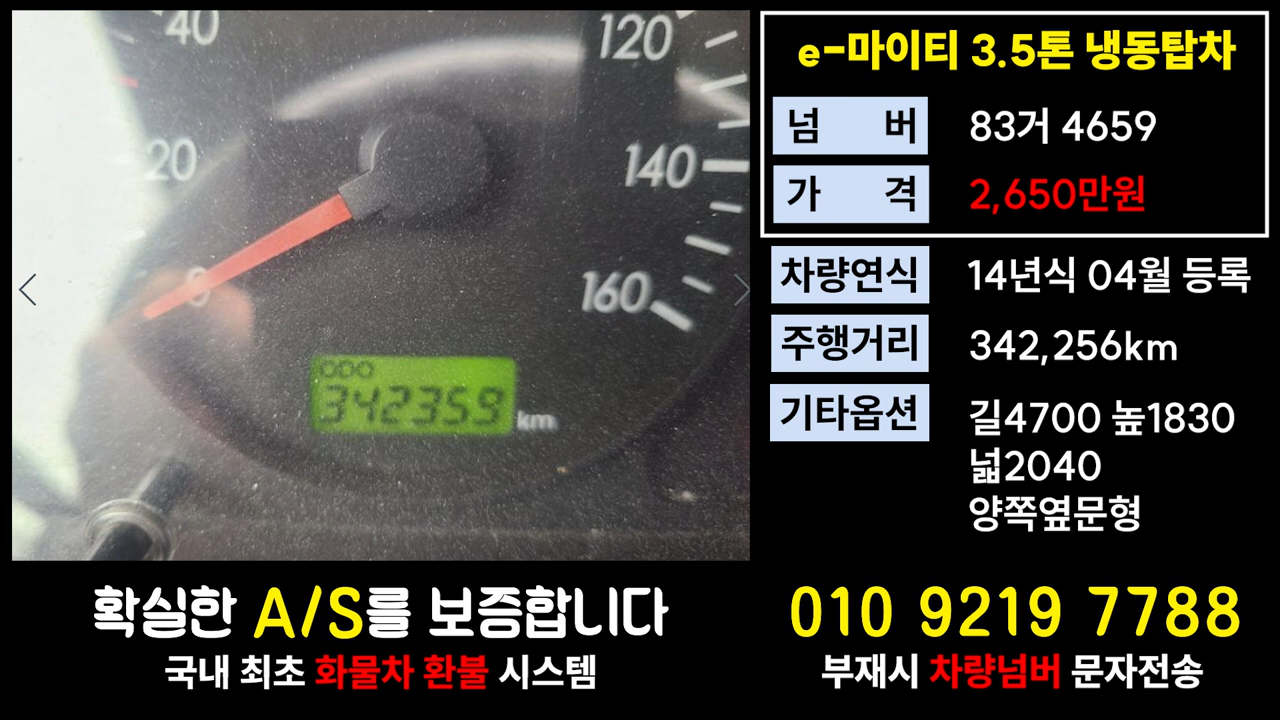 40
120
20
140
0
160
ODO
342359 km
e-마이티 3.5톤 냉동탑차
넘 버 83거 4659
가 격 2,650만원
차량연식 14년식 04월 등록
주행거리 342,256km
기타옵션 길4700 높1830
넓2040
양쪽옆문형
확실한 A/S를 보증합니다
010 9219 7788
국내 최초 화물차 환불 시스템
부재시 차량넘버 문자전송